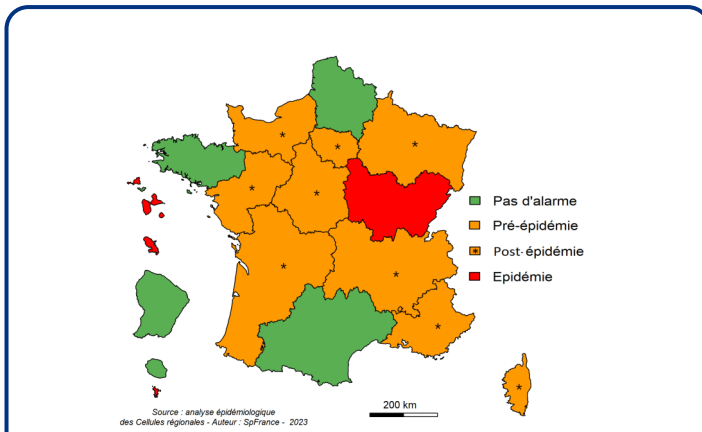 Pas d'alarme
Pré-épidémie
Post-épidémie
Epidémie
200 km
Source : analyse épidémiologique
des Cellules régionales - Auteur : SpFrance - 2023